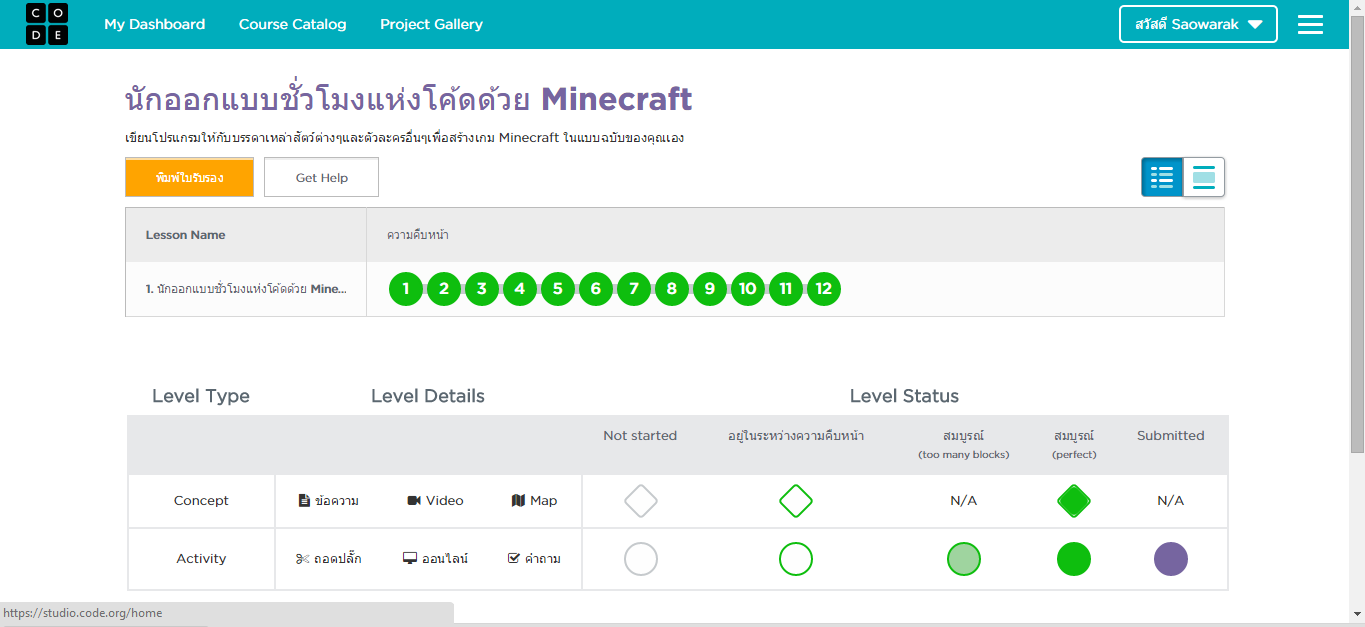 C O
D E
My Dashboard Course Catalog Project Gallery สวัสดี Saowarak
นักออกแบบชั่วโมงแห่งโค้ดด้วย Minecraft
เขียนโปรแกรมให้กับบรรดาเหล่าสัตว์ต่างๆและตัวละครอื่นๆเพื่อสร้างเกม Minecraft ในแบบฉบับของคุณเอง
พิมพ์ใบรับรอง Get Help
Lesson Name ความคืบหน้า
1. นักออกแบบชั่วโมงแห่งโค้ดด้วย Mine... 1 2 3 4 5 6 7 8 9 10 11 12
Level Type Level Details Level Status
Not started อยู่ในระหว่างความคืบหน้า สมบูรณ์ สมบูรณ์ Submitted
(too many blocks) (perfect)
Concept ข้อความ Video Map N/A N/A
Activity ถอดปลั๊ก ออนไลน์ คำถาม
https://studio.code.org/home